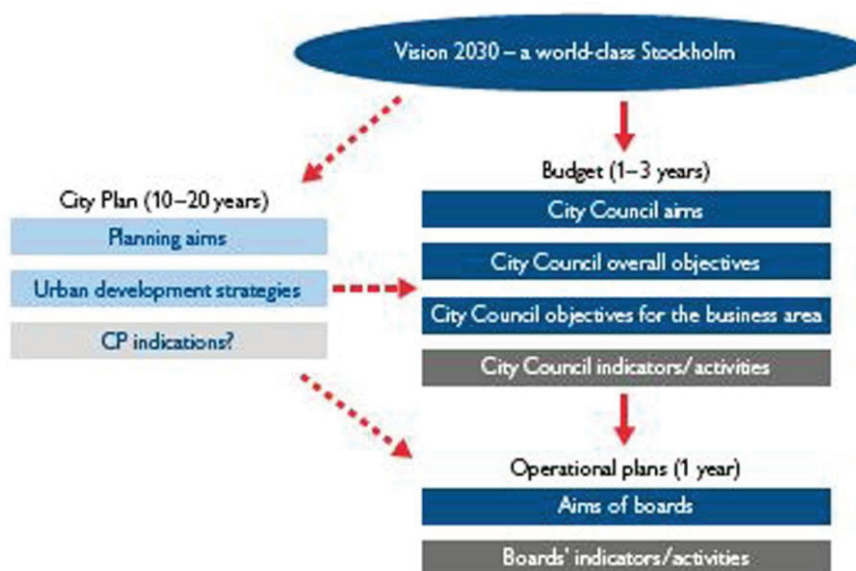 Vision 2030 – a world-class Stockholm
City Plan (10–20 years)
Planning aims
Urban development strategies
CP indications?
Budget (1–3 years)
City Council aims
City Council overall objectives
City Council objectives for the business area
City Council indicators/activities
Operational plans (1 year)
Aims of boards
Boards' indicators/activities